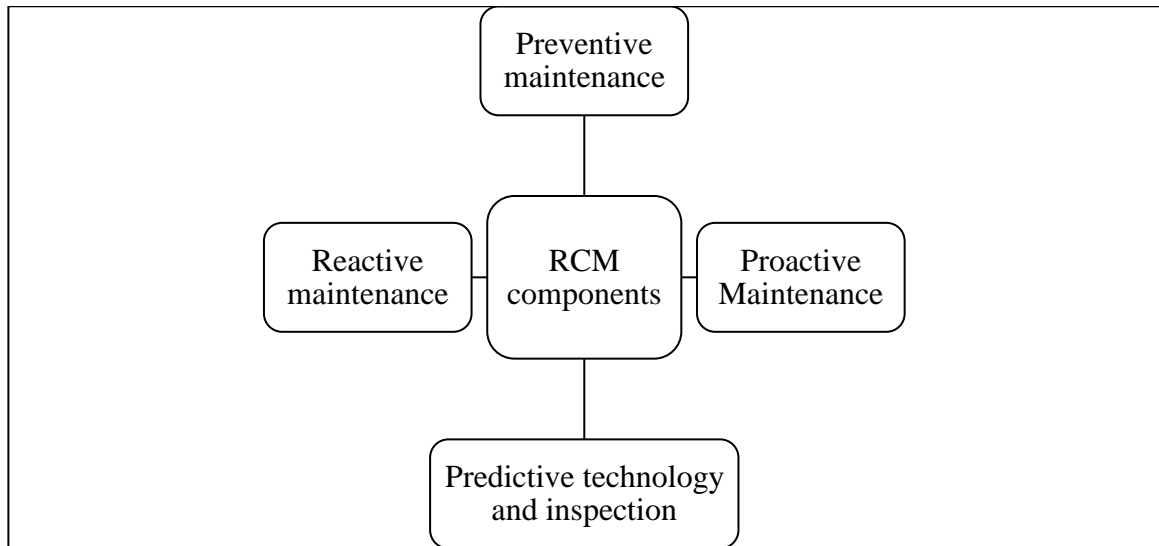 Preventive
maintenance
Reactive
maintenance
RCM
components
Proactive
Maintenance
Predictive technology
and inspection